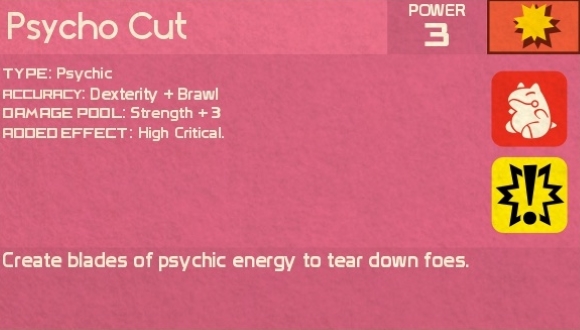 Psycho Cut
POWER
3
TYPE: Psychic
ACCURACY: Dexterity + Brawl
DAMAGE POOL: Strength + 3
ADDED EFFECT: High Critical.
!
Create blades of psychic energy to tear down foes.